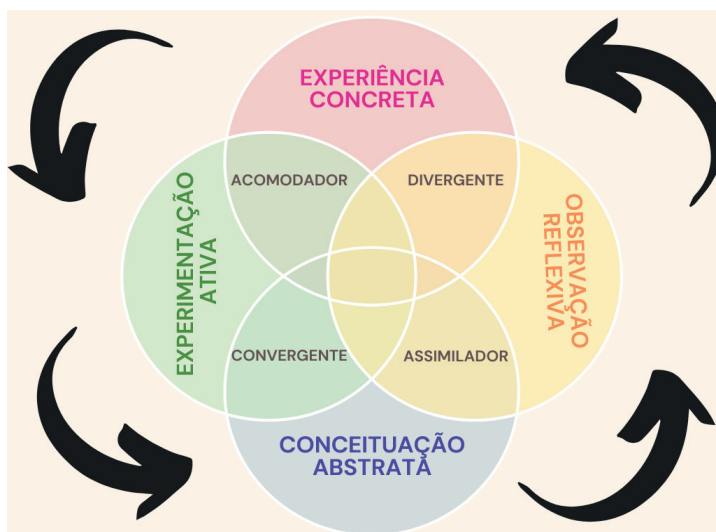 EXPERIÊNCIA
CONCRETA
ACOMODADOR
DIVERGENTE
EXPERIMENTAÇÃO
ATIVA
OBSERVAÇÃO
REFLEXIVA
CONVERGENTE
ASSIMILADOR
CONCEITUAÇÃO
ABSTRATA